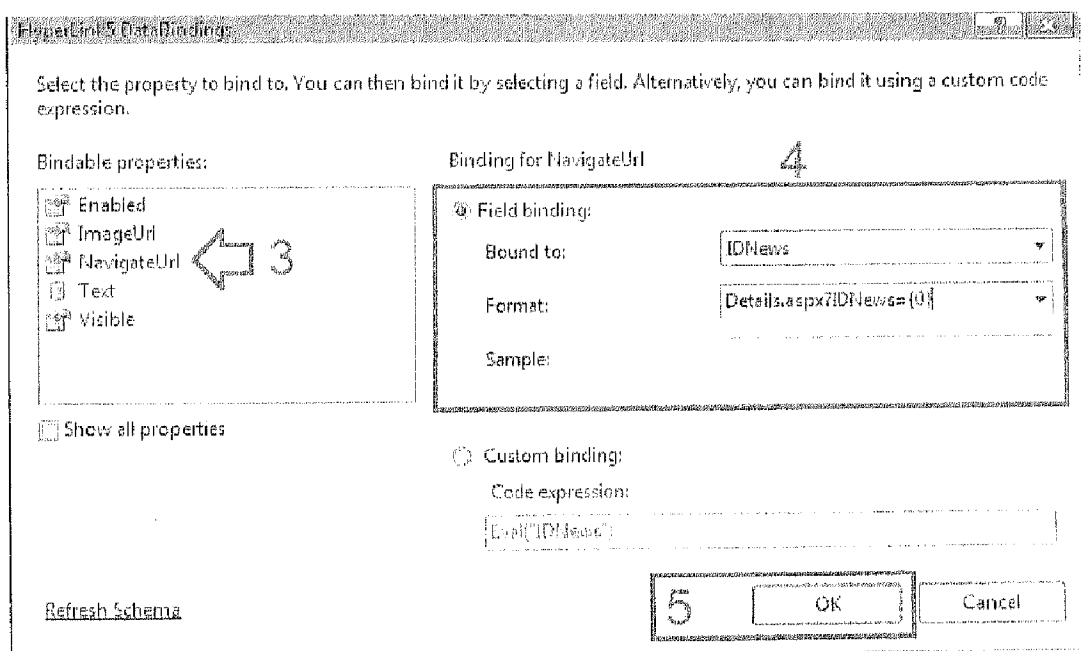 HyperLink5 DataBindings
Select the property to bind to. You can then bind it by selecting a field. Alternatively, you can bind it using a custom code
expression.
Bindable properties:
Binding for NavigateUrl
4
Enabled
ImageUrl
NavigateUrl
3
Text
Visible
Show all properties
Field binding:
Bound to:
IDNews
Format:
Details.aspx?IDNews={0}
Sample:
Custom binding:
Code expression:
Eval("IDNews")
Refresh Schema
5
OK
Cancel